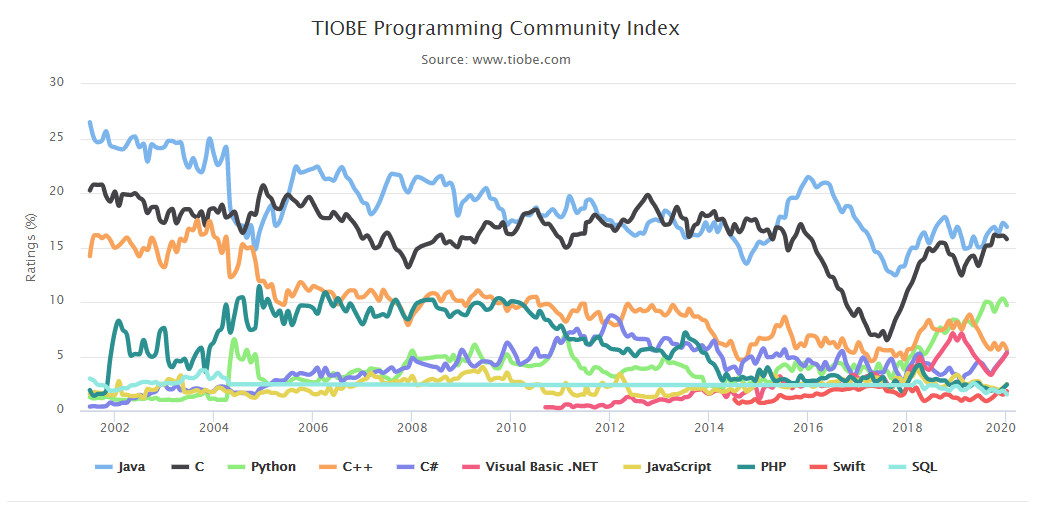 TIOBE Programming Community Index
Source: www.tiobe.com
Ratings (%)
30
25
20
15
10
5
0
2002 2004 2006 2008 2010 2012 2014 2016 2018 2020
Java C Python C++ C# Visual Basic .NET JavaScript PHP Swift SQL